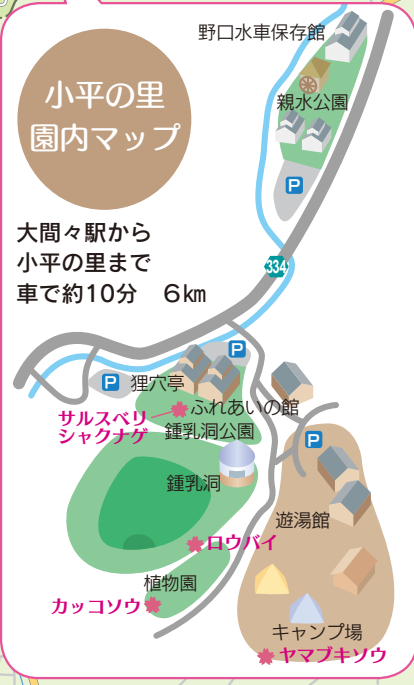 小平の里
園内マップ
大間々駅から
小平の里まで
車で約10分　6km
野口水車保存館
親水公園
P
334
P
P
狸穴亭
ふれあいの館
サルスベリ
シャクナゲ
鍾乳洞公園
P
鍾乳洞
遊湯館
ロウバイ
植物園
カッコソウ
キャンプ場
ヤマブキソウ